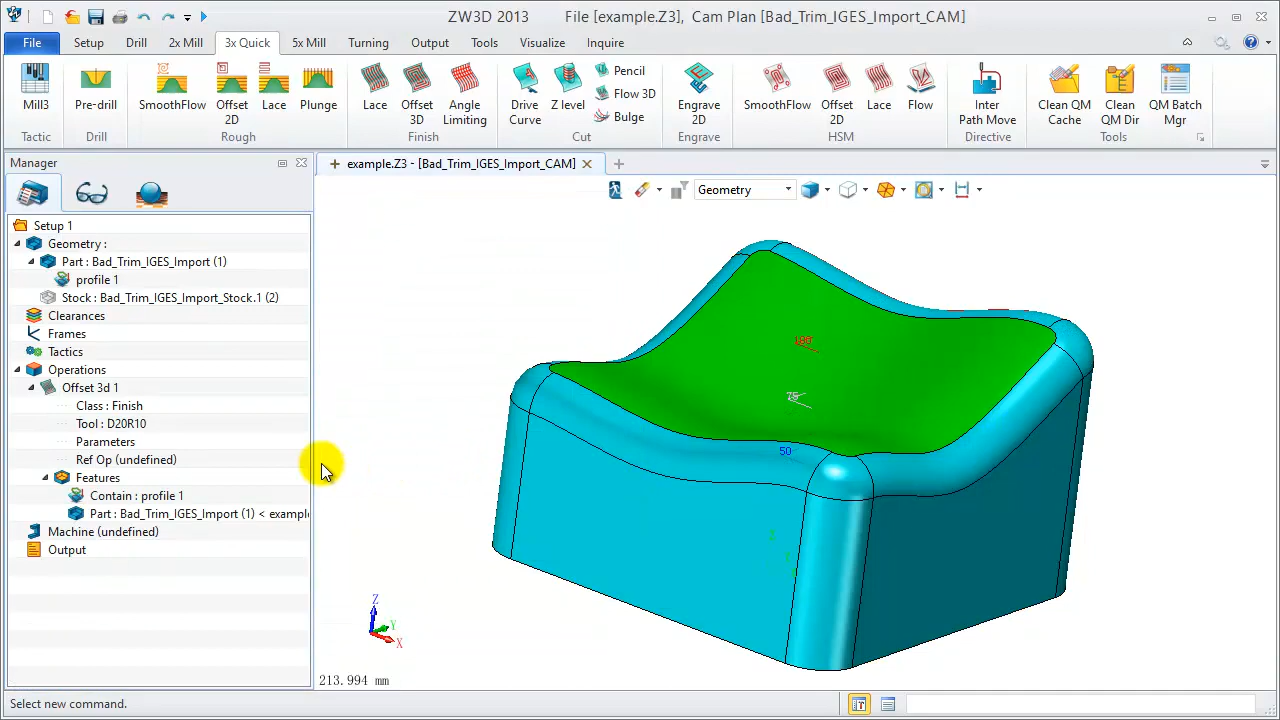 ZW3D 2013 File [example.Z3], Cam Plan [Bad_Trim_IGES_Import_CAM]
File Setup Drill 2x Mill 3x Quick 5x Mill Turning Output Tools Visualize Inquire
Mill3
Tactic
Pre-drill
Drill
SmoothFlow
Offset 2D
Lace
Plunge
Rough
Lace
Offset 3D
Angle Limiting
Finish
Drive Curve
Z level
Pencil
Flow 3D
Bulge
Cut
Engrave 2D
Engrave
SmoothFlow
Offset 2D
Lace
Flow
HSM
Inter Path Move
Directive
Clean QM Cache
Clean QM Dir
QM Batch Mgr
Tools
Manager
example.Z3 - [Bad_Trim_IGES_Import_CAM]
Geometry
Setup 1
Geometry :
Part : Bad_Trim_IGES_Import (1)
profile 1
Stock : Bad_Trim_IGES_Import_Stock.1 (2)
Clearances
Frames
Tactics
Operations
Offset 3d 1
Class : Finish
Tool : D20R10
Parameters
Ref Op (undefined)
Features
Contain : profile 1
Part : Bad_Trim_IGES_Import (1) < exampl
Machine (undefined)
Output
100
75
50
Z
Y
X
213.994 mm
Select new command.